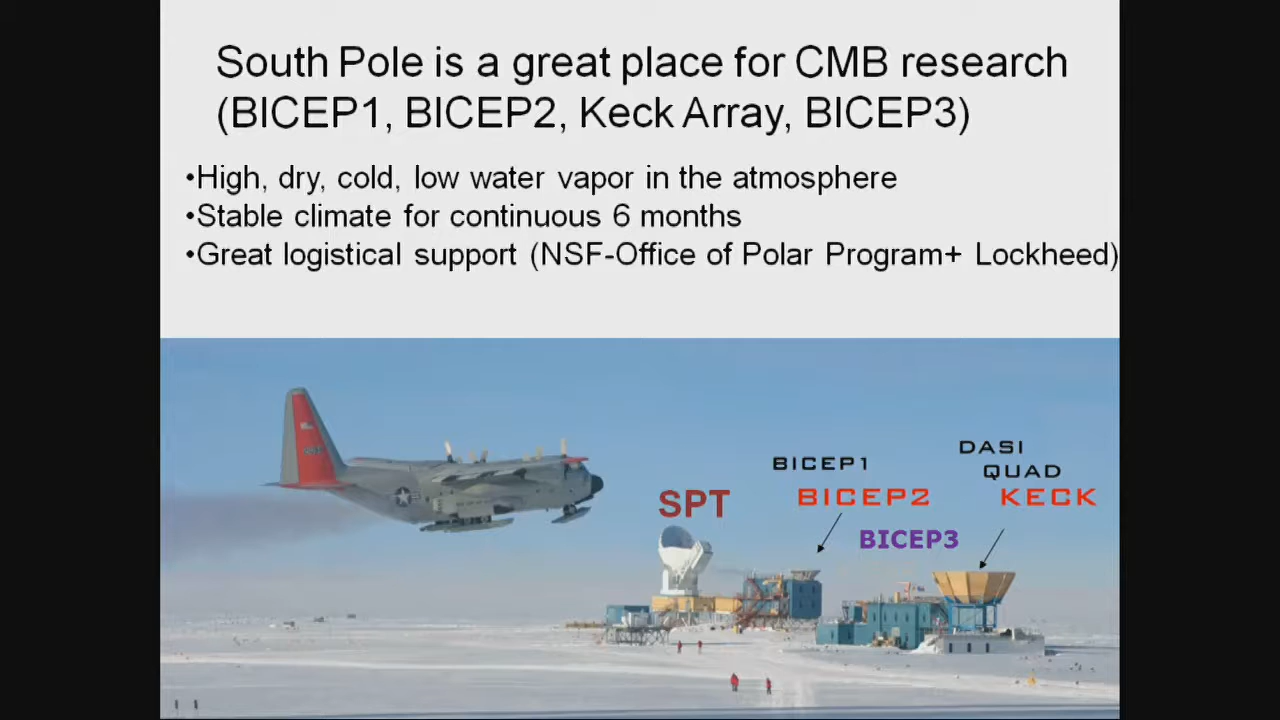 South Pole is a great place for CMB research
(BICEP1, BICEP2, Keck Array, BICEP3)
•High, dry, cold, low water vapor in the atmosphere
•Stable climate for continuous 6 months
•Great logistical support (NSF-Office of Polar Program+ Lockheed)
DASI
BICEP1
QUAD
SPT
BICEP2
KECK
BICEP3